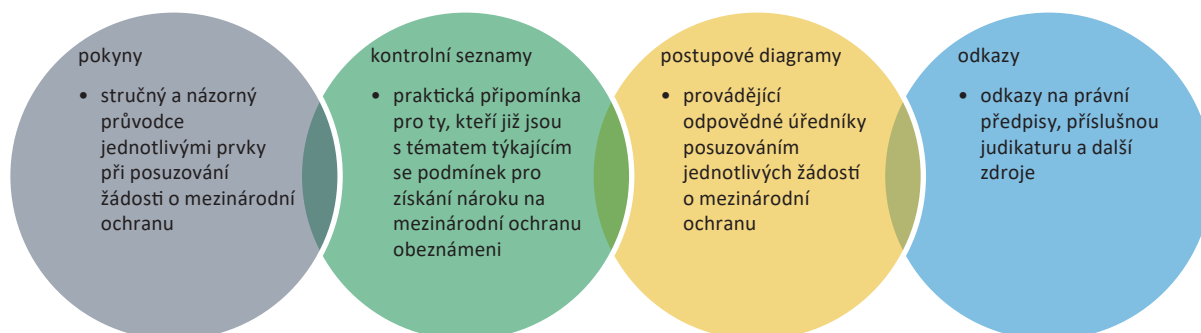 pokyny
• stručný a názorný
průvodce
jednotlivými prvky
při posuzování
žádosti o mezinárodní
ochranu
kontrolní seznamy
• praktická připomínka
pro ty, kteří již jsou
s tématem týkajícím
se podmínek pro
získání nároku na
mezinárodní ochranu
obeznámeni
postupové diagramy
• provádějící
odpovědné úředníky
posuzováním
jednotlivých žádostí
o mezinárodní
ochranu
odkazy
• odkazy na právní
předpisy, příslušnou
judikaturu a další
zdroje